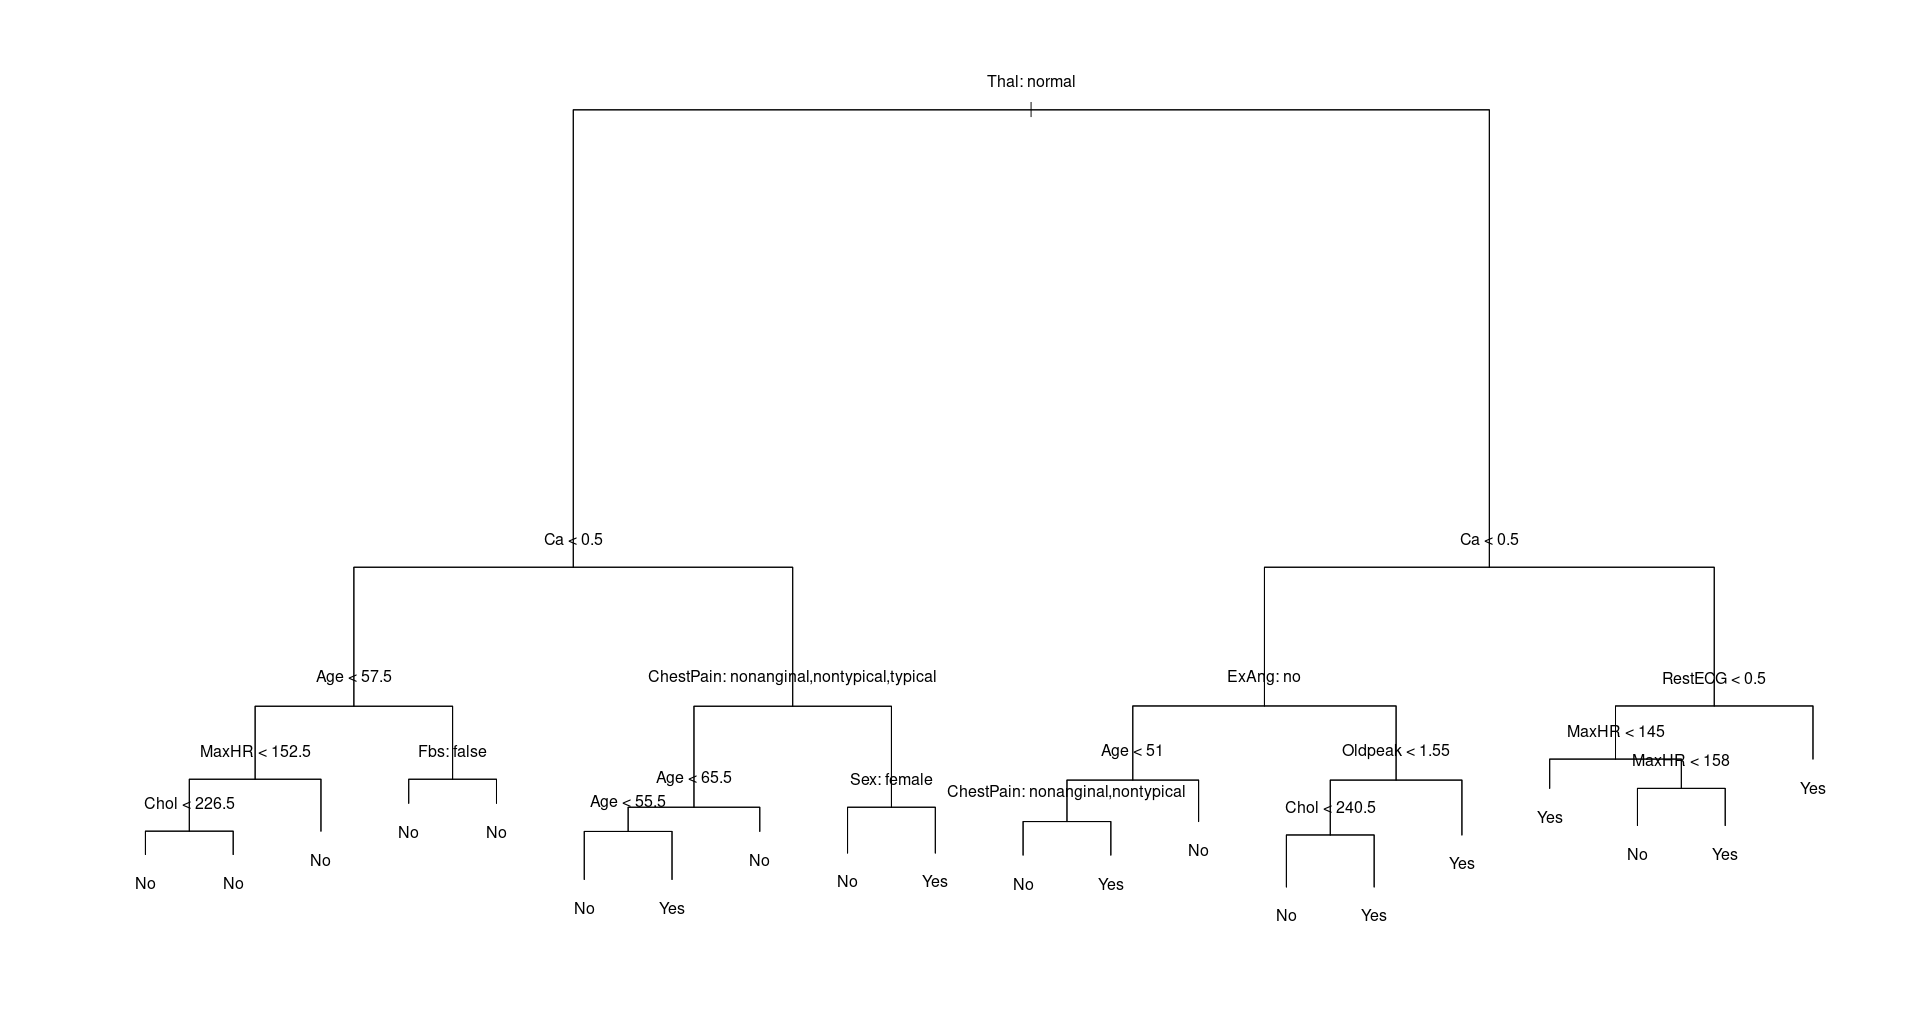 Thal: normal
Ca < 0.5
Ca < 0.5
Age < 57.5
ChestPain: nonanginal,nontypical,typical
ExAng: no
RestECG < 0.5
MaxHR < 145
MaxHR < 152.5
Fbs: false
Age < 51
Oldpeak < 1.55
MaxHR < 158
Age < 65.5
Sex: female
ChestPain: nonanginal,nontypical
Yes
Chol < 226.5
Age < 55.5
Chol < 240.5
Yes
No
No
No
No
No
Yes
No
Yes
No
Yes
No
No
No
Yes
No
Yes
No
Yes